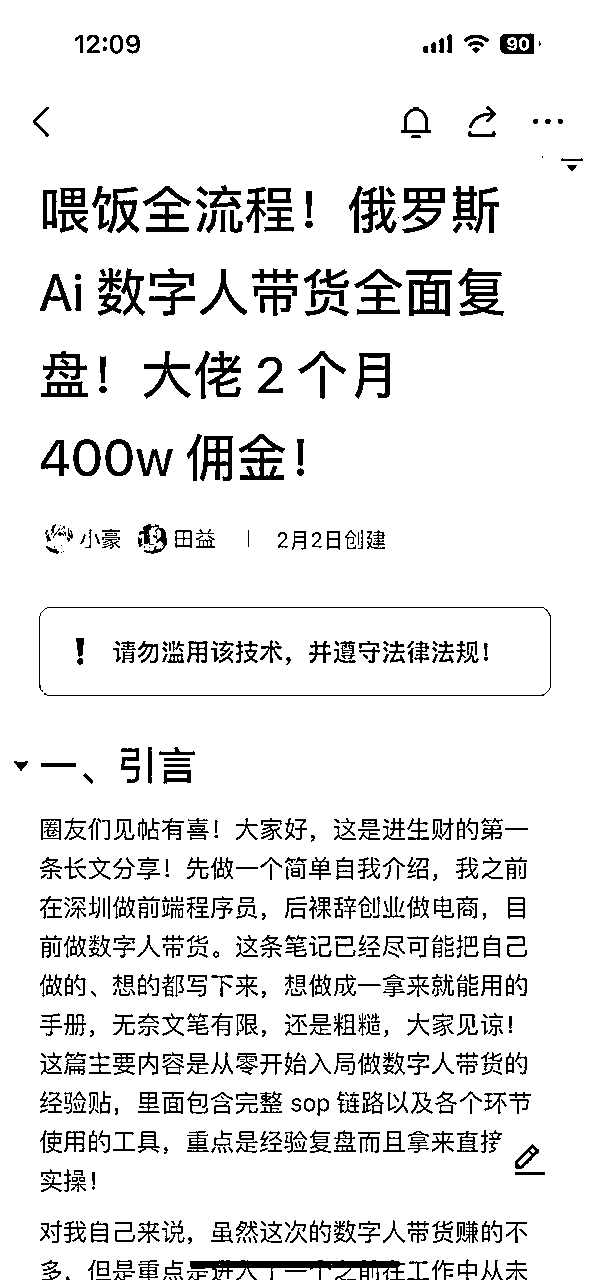 12:09
90
喂饭全流程！俄罗斯
Ai 数字人带货全面复
盘！大佬 2 个月
400w 佣金！
小豪 田益 | 2月2日创建
！ 请勿滥用该技术，并遵守法律法规！
一、引言
圈友们见帖有喜！大家好，这是进生财的第一
条长文分享！先做一个简单自我介绍，我之前
在深圳做前端程序员，后裸辞创业做电商，目
前做数字人带货。这条笔记已经尽可能把自己
做的、想的都写下来，想做成一拿来就能用的
手册，无奈文笔有限，还是粗糙，大家见谅！
这篇主要内容是从零开始入局做数字人带货的
经验贴，里面包含完整 sop 链路以及各个环节
使用的工具，重点是经验复盘而且拿来直接
实操！
对我自己来说，虽然这次的数字人带货赚的不
多，但是重点是进入了一个之前在工作中从未